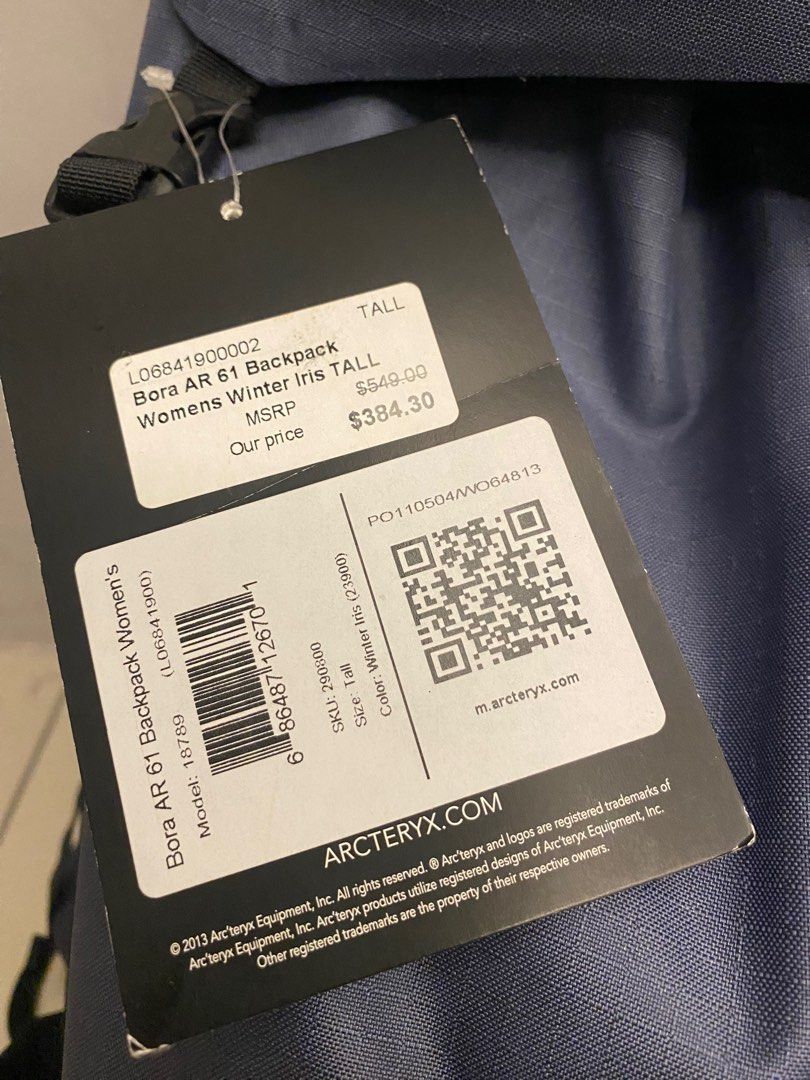 TALL
L06841900002
Bora AR 61 Backpack
Womens Winter Iris TALL
MSRP $549.00
Our price $384.30
Bora AR 61 Backpack Women's
Model: 18789 (L06841900)
6 86487 12670 1
SKU: 290800
Size: Tall
Color: Winter Iris (23900)
PO110504/WO64813
m.arcteryx.com
ARCTERYX.COM
© 2013 Arc'teryx Equipment, Inc. All rights reserved. ® Arc'teryx and logos are registered trademarks of
Arc'teryx Equipment, Inc. Arc'teryx products utilize registered designs of Arc'teryx Equipment, Inc.
Other registered trademarks are the property of their respective owners.